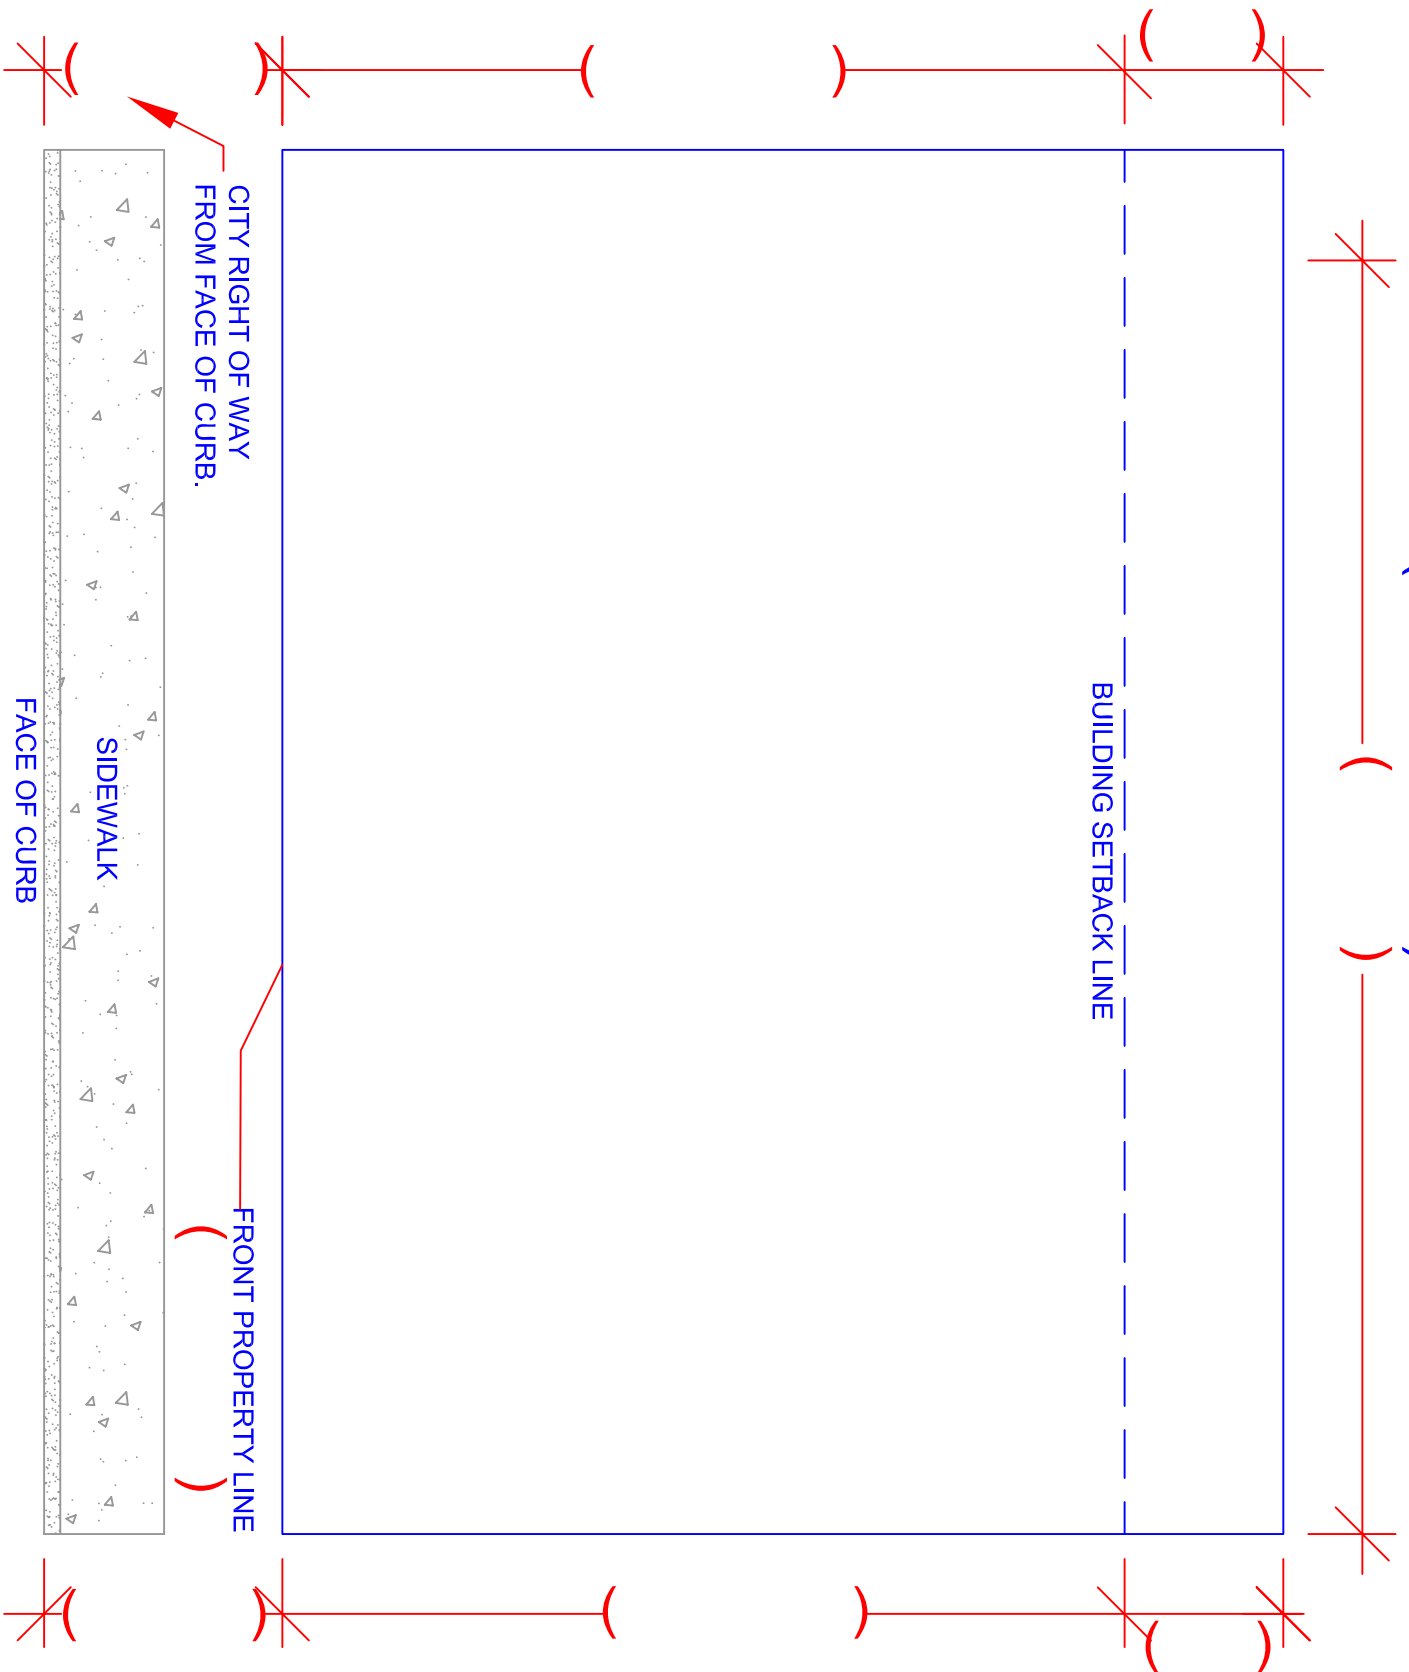 CITY RIGHT OF WAY
FROM FACE OF CURB.
BUILDING SETBACK LINE
SIDEWALK
FACE OF CURB
FRONT PROPERTY LINE
( )
( )
( )
( )
( )
( )
( )
( )